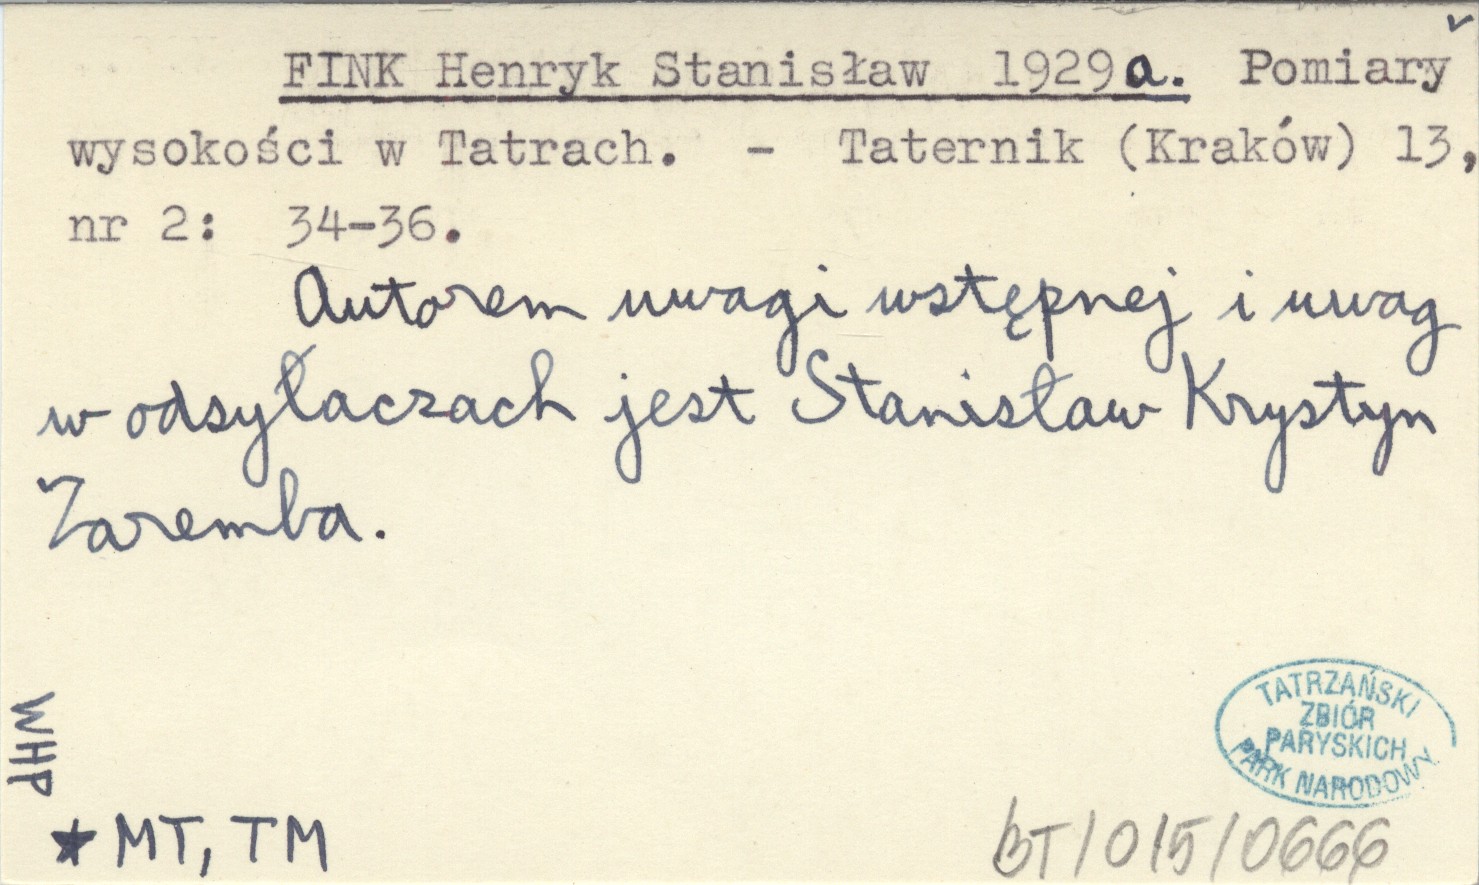 FINK Henryk Stanisław 1929a. Pomiary
wysokości w Tatrach. - Taternik (Kraków) 13,
nr 2: 34-36.
Autorem uwagi wstępnej i uwag
w odsyłaczach jest Stanisław Krystyn
Zaremba.
WHP
TATRZAŃSKI
ZBIÓR
PARYSKICH
PARK NARODOWY
★ MT, TM
BT/015/0666